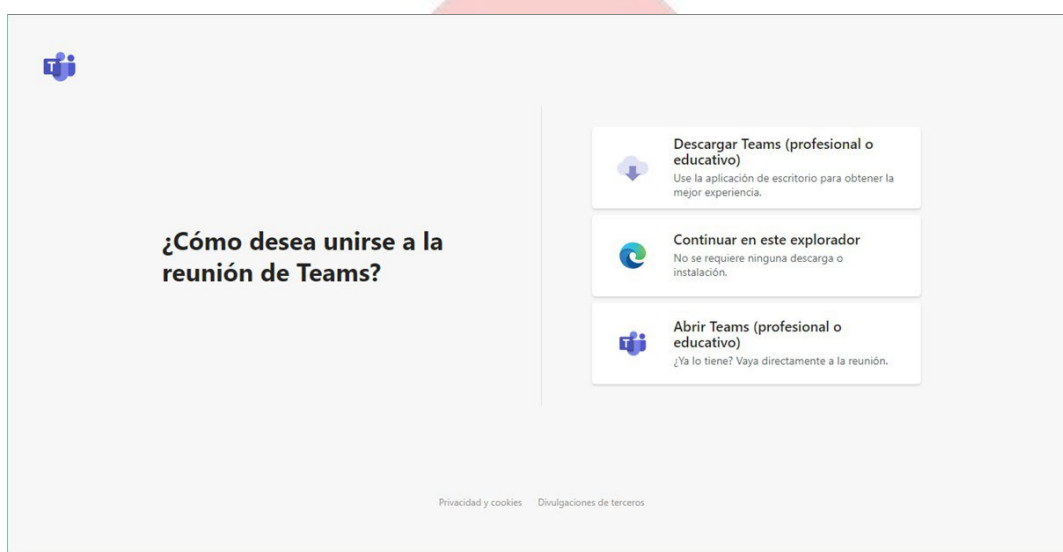 Descargar Teams (profesional o
educativo)
Use la aplicación de escritorio para obtener la
mejor experiencia.
¿Cómo desea unirse a la
reunión de Teams?
Continuar en este explorador
No se requiere ninguna descarga o
instalación.
Abrir Teams (profesional o
educativo)
¿Ya lo tiene? Vaya directamente a la reunión.
Privacidad y cookies Divulgaciones de terceros